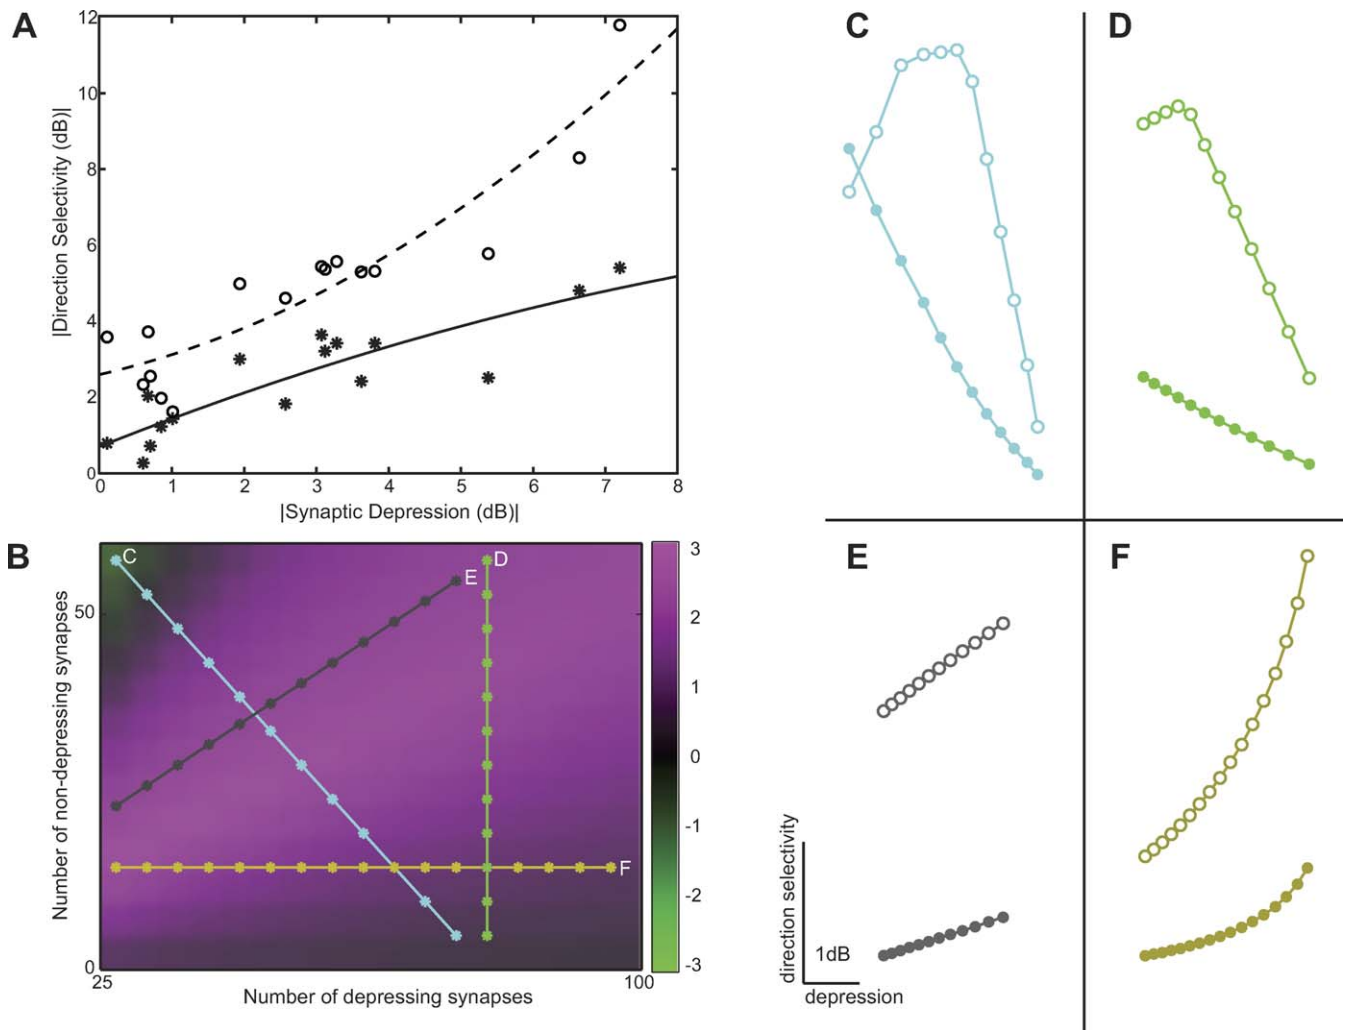 A
|Direction Selectivity (dB)|
12
10
8
6
4
2
0
0 1 2 3 4 5 6 7 8
|Synaptic Depression (dB)|
B
Number of non-depressing synapses
50
0
25 100
Number of depressing synapses
C
E
D
F
3
2
1
0
-1
-2
-3
C
D
E
F
direction selectivity
1dB
depression